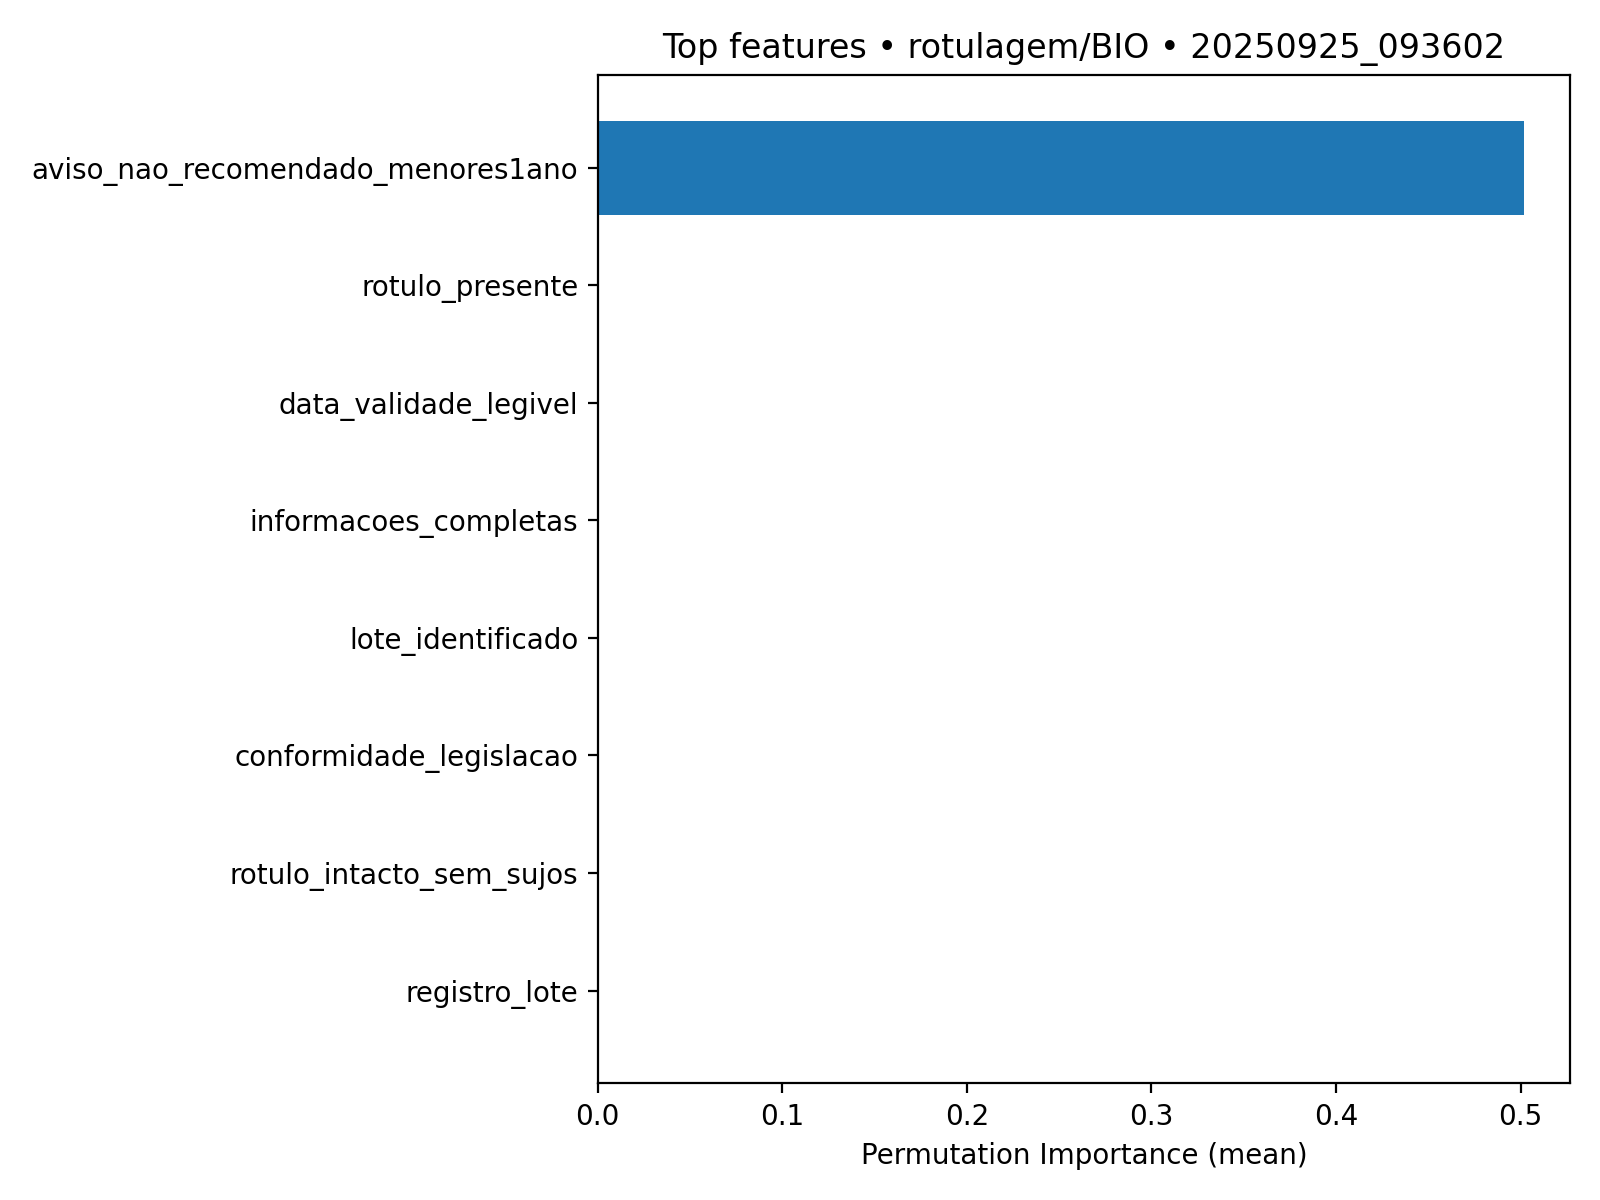 Top features • rotulagem/BIO • 20250925_093602
aviso_nao_recomendado_menores1ano
rotulo_presente
data_validade_legivel
informacoes_completas
lote_identificado
conformidade_legislacao
rotulo_intacto_sem_sujos
registro_lote
0.0 0.1 0.2 0.3 0.4 0.5
Permutation Importance (mean)